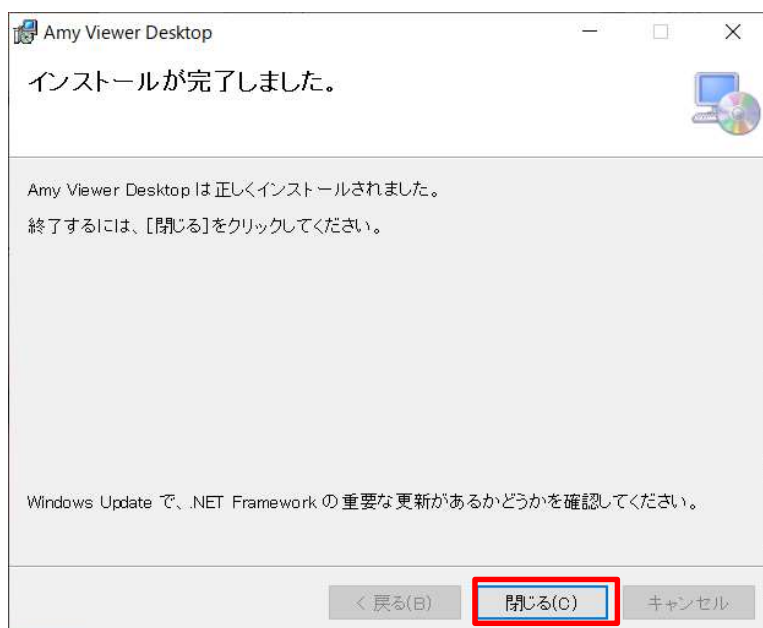 Amy Viewer Desktop
インストールが完了しました。
Amy Viewer Desktop は正しくインストールされました。
終了するには、[閉じる]をクリックしてください。
Windows Update で、.NET Framework の重要な更新があるかどうかを確認してください。
< 戻る(B)
閉じる(C)
キャンセル